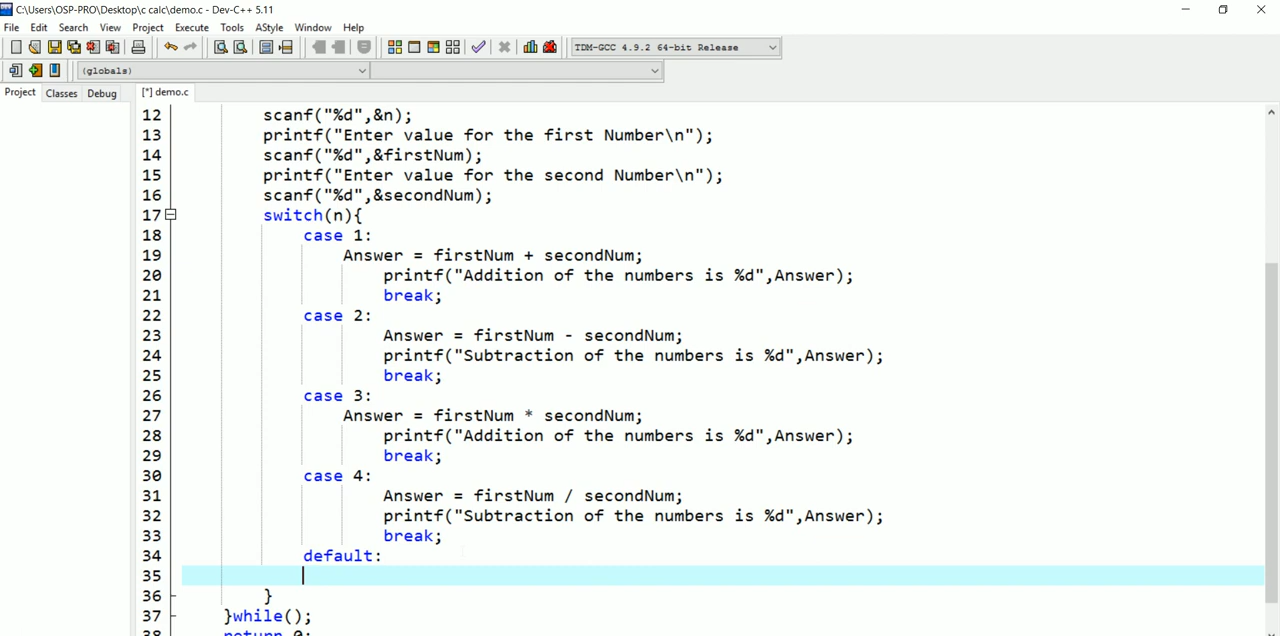 C:\Users\OSP-PRO\Desktop\c calc\demo.c - Dev-C++ 5.11
File Edit Search View Project Execute Tools AStyle Window Help
TDM-GCC 4.9.2 64-bit Release
(globals)
Project Classes Debug [*] demo.c
12 scanf("%d",&n);
13 printf("Enter value for the first Number\n");
14 scanf("%d",&firstNum);
15 printf("Enter value for the second Number\n");
16 scanf("%d",&secondNum);
17 switch(n){
18 case 1:
19 Answer = firstNum + secondNum;
20 printf("Addition of the numbers is %d",Answer);
21 break;
22 case 2:
23 Answer = firstNum - secondNum;
24 printf("Subtraction of the numbers is %d",Answer);
25 break;
26 case 3:
27 Answer = firstNum * secondNum;
28 printf("Addition of the numbers is %d",Answer);
29 break;
30 case 4:
31 Answer = firstNum / secondNum;
32 printf("Subtraction of the numbers is %d",Answer);
33 break;
34 default:
35
36 }
37 }while();
38 return 0;